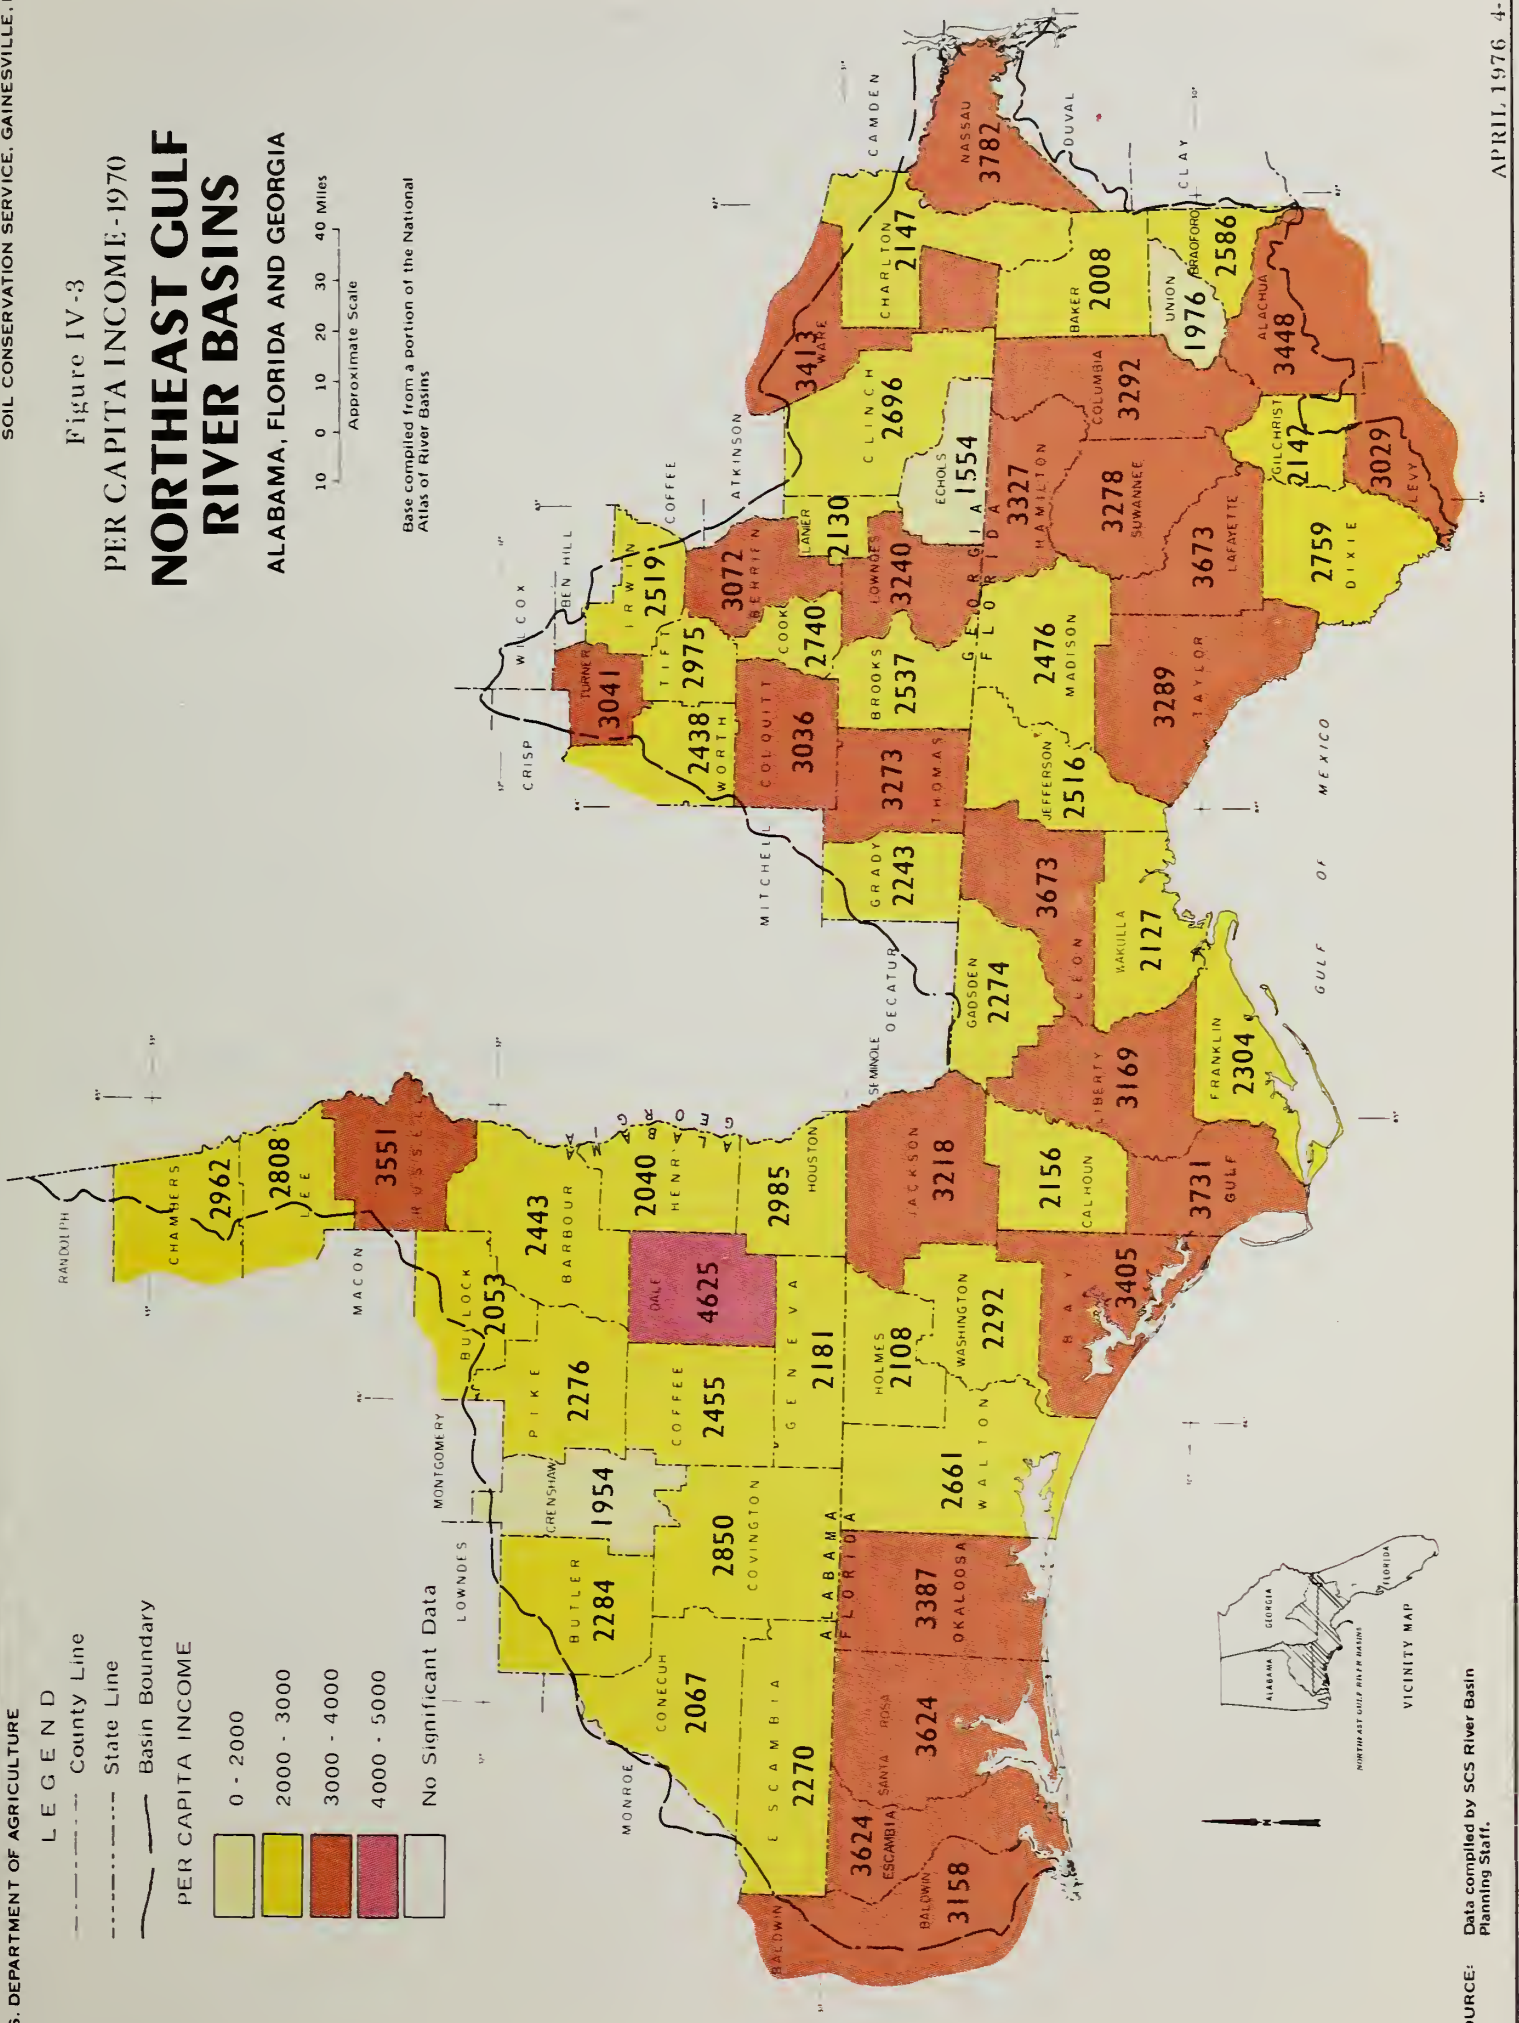 S. DEPARTMENT OF AGRICULTURE
SOIL CONSERVATION SERVICE, GAINESVILLE,
LEGEND
County Line
State Line
Basin Boundary
PER CAPITA INCOME
0 - 2000
2000 - 3000
3000 - 4000
4000 - 5000
No Significant Data
Figure IV-3
PER CAPITA INCOME-1970
NORTHEAST GULF
RIVER BASINS
ALABAMA, FLORIDA AND GEORGIA
10 0 10 20 30 40 Miles
Approximate Scale
Base compiled from a portion of the National
Atlas of River Basins
RANDOLPH
CHAMBERS
2962
2808
LEE
MACON
3551
RUSSELL
BULLOCK
2053
2443
BARBOUR
MONTGOMERY
LOWNDES
PIKE
2276
CRENSHAW
1954
BUTLER
2284
2040
HENRY
DALE
4625
COFFEE
2455
2850
COVINGTON
CONECUH
2067
MONROE
ESCAMBIA
2270
GENEVA
2181
2985
HOUSTON
ALABAMA
GEORGIA
ALABAMA
FLORIDA
BALDWIN
BALDWIN
3158
3624
ESCAMBIA
SANTA ROSA
3624
3387
OKALOOSA
2661
WALTON
HOLMES
2108
WASHINGTON
2292
JACKSON
3218
BAY
3405
2156
CALHOUN
3731
GULF
LIBERTY
3169
FRANKLIN
2304
GADSDEN
2274
3673
LEON
WAKULLA
2127
JEFFERSON
2516
2476
MADISON
3289
TAYLOR
SEMINOLE
DECATUR
MITCHELL
GRADY
2243
3273
THOMAS
COLQUITT
3036
2438
WORTH
CRISP
WILCOX
TURNER
3041
BEN HILL
IRWIN
2519
TIFT
2975
COFFEE
ATKINSON
3072
BERRIEN
COOK
2740
BROOKS
2537
LANIER
2130
LOWNDES
3240
ECHOLS
1554
CLINCH
2696
3413
WARE
CHARLTON
2147
CAMDEN
GEORGIA
FLORIDA
3327
HAMILTON
3278
SUWANNEE
3673
LAFAYETTE
2759
DIXIE
COLUMBIA
3292
BAKER
2008
NASSAU
3782
DUVAL
CLAY
UNION
1976
BRADFORD
2586
ALACHUA
3448
GILCHRIST
2142
3029
LEVY
GULF OF MEXICO
N
ALABAMA
GEORGIA
FLORIDA
NORTHEAST GULF RIVER BASINS
VICINITY MAP
OURCE: Data compiled by SCS River Basin
Planning Staff.
APRIL 1976 4-